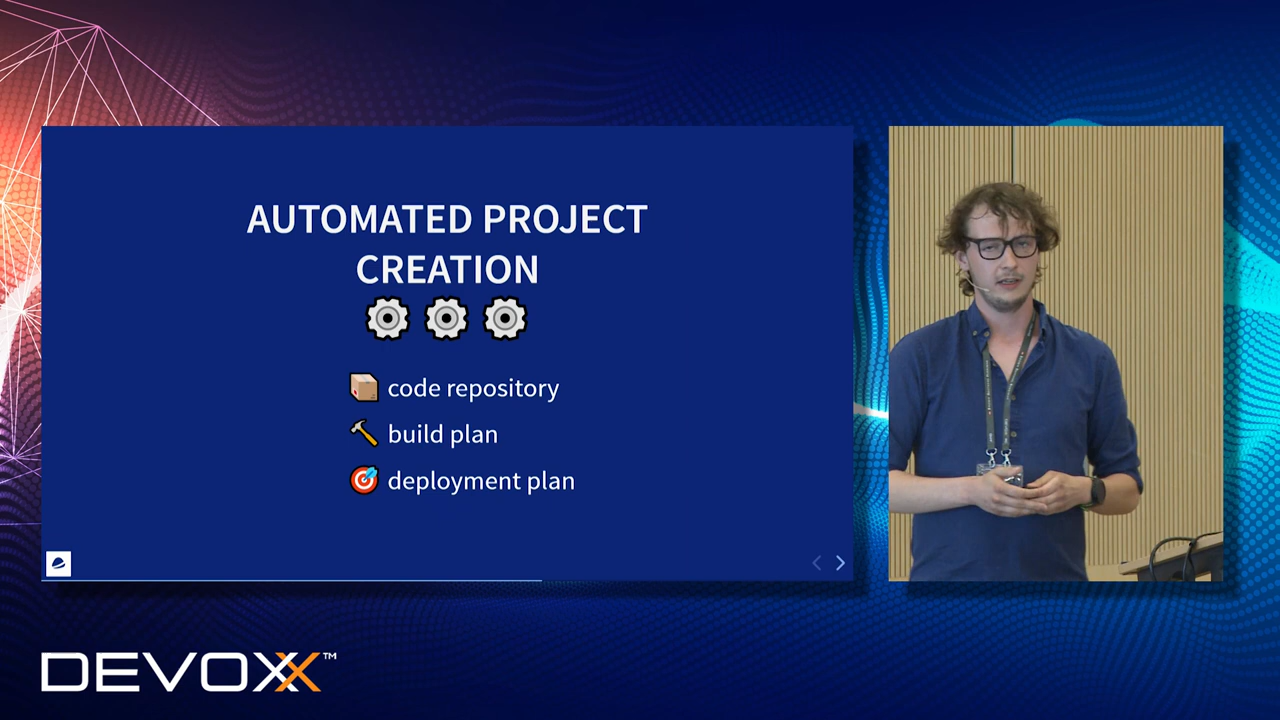 AUTOMATED PROJECT
CREATION
code repository
build plan
deployment plan
DEVOXX™